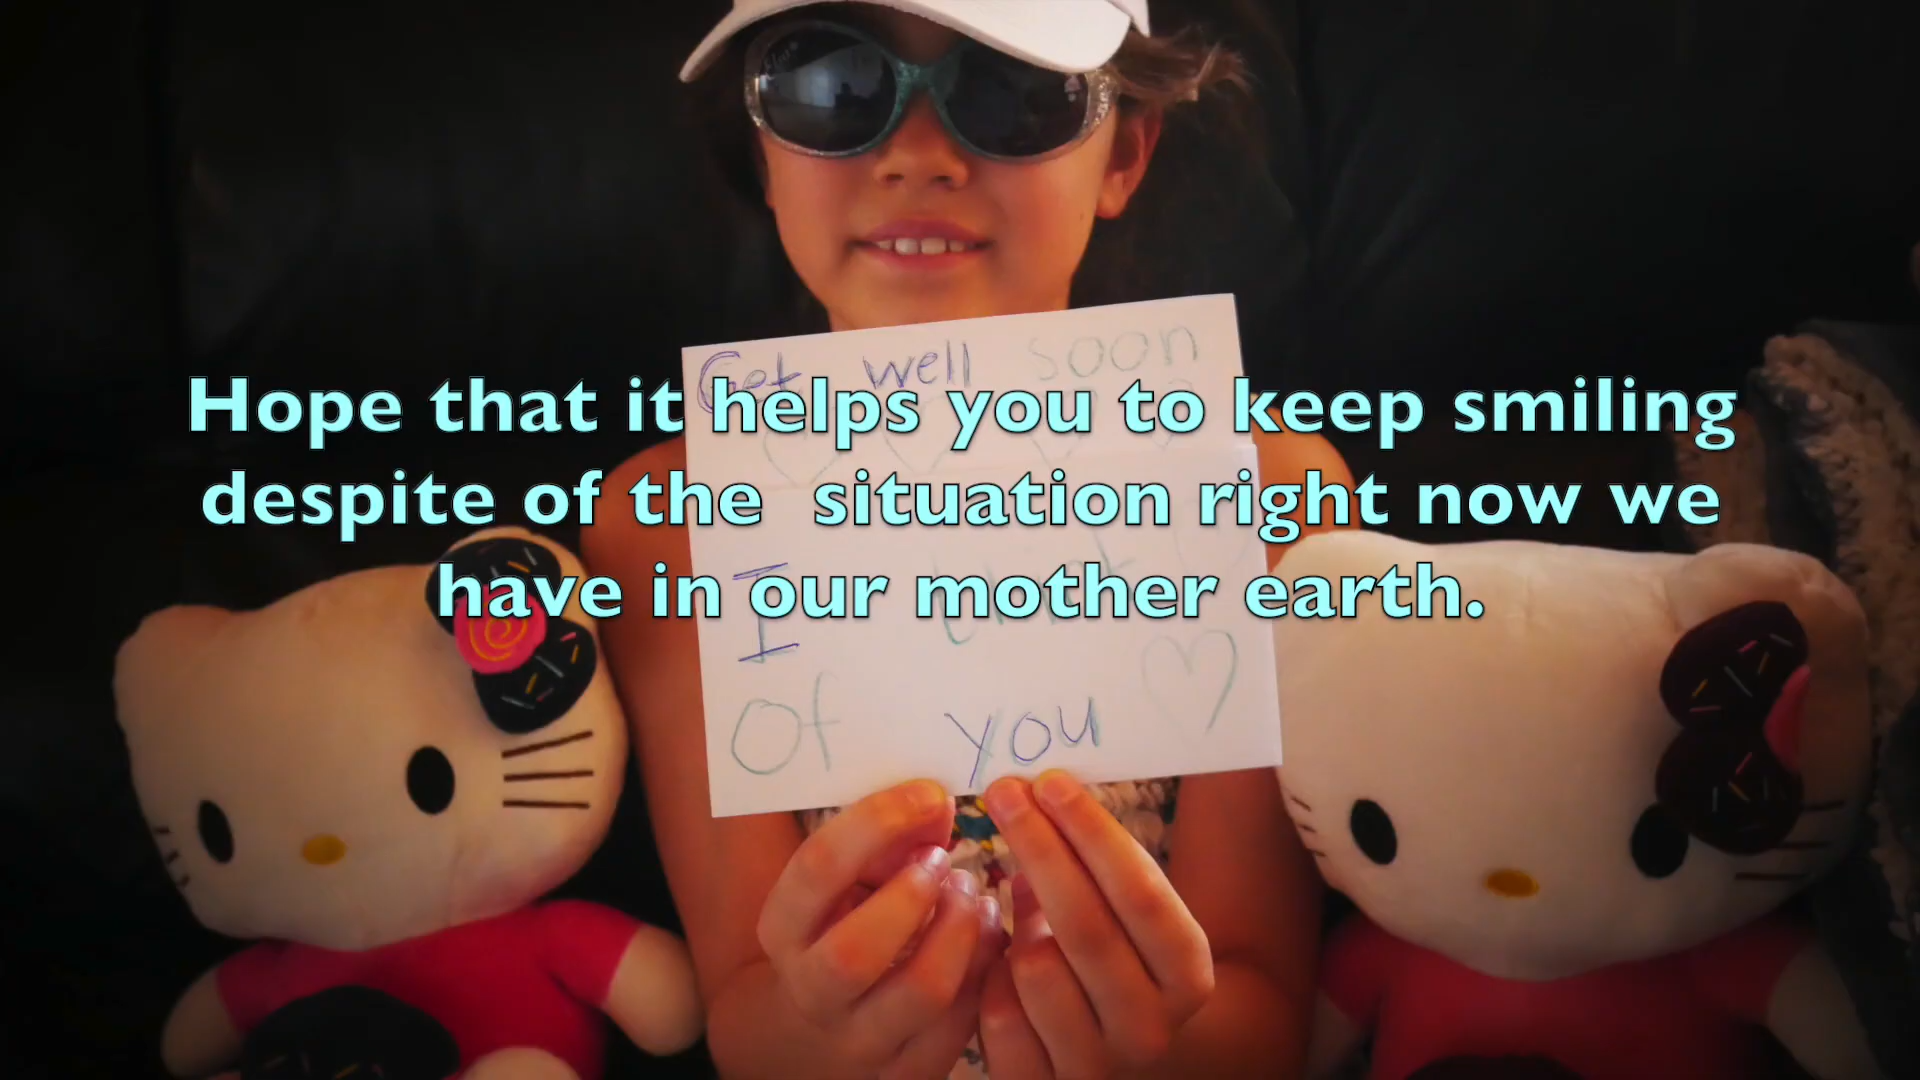 Get well soon
Hope that it helps you to keep smiling
despite of the situation right now we
have in our mother earth.
I
Of you